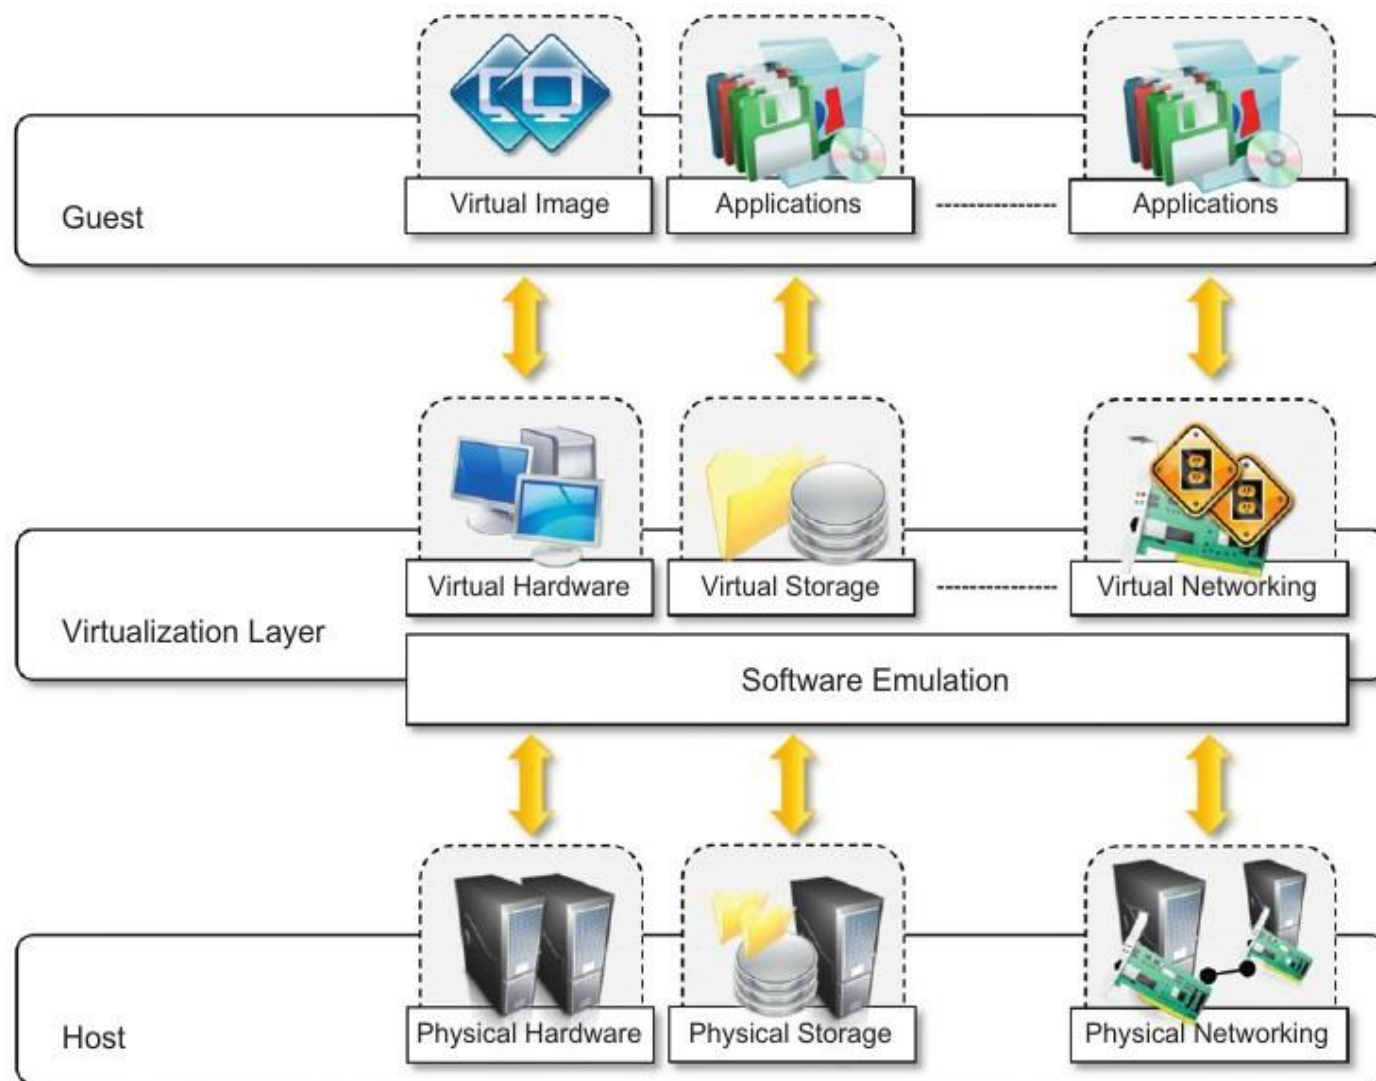 Guest
Virtual Image
Applications
Applications
Virtualization Layer
Virtual Hardware
Virtual Storage
Virtual Networking
Software Emulation
Host
Physical Hardware
Physical Storage
Physical Networking